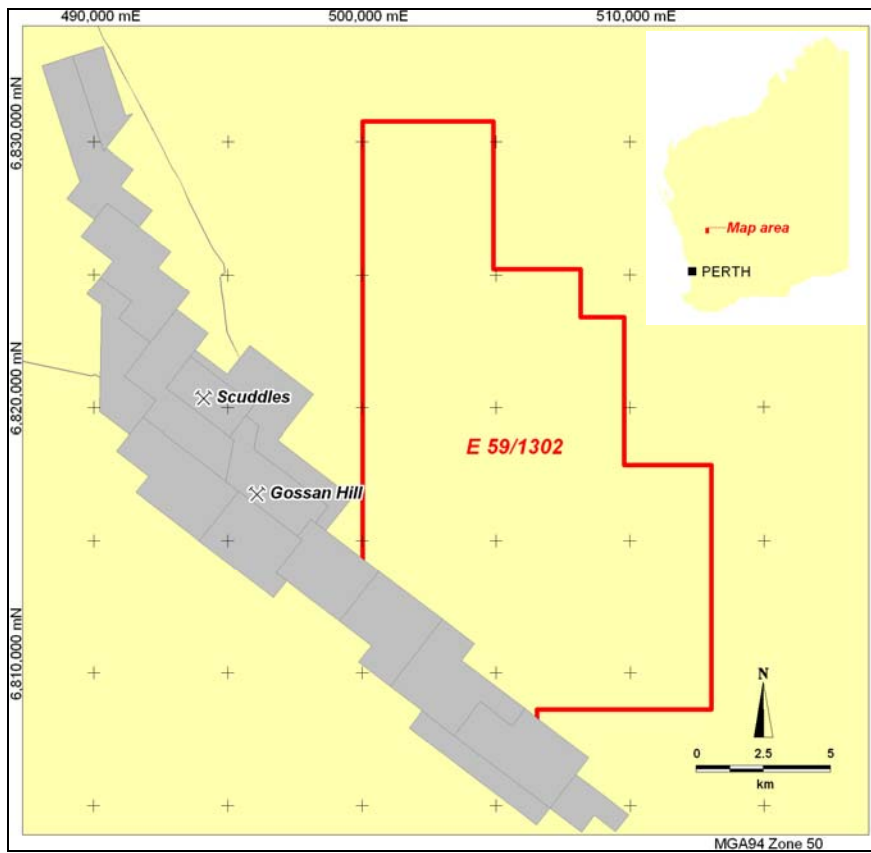 490,000 mE 500,000 mE 510,000 mE
6,830,000 mN
6,820,000 mN
6,810,000 mN
Map area
PERTH
Scuddles
Gossan Hill
E 59/1302
N
0 2.5 5
km
MGA94 Zone 50